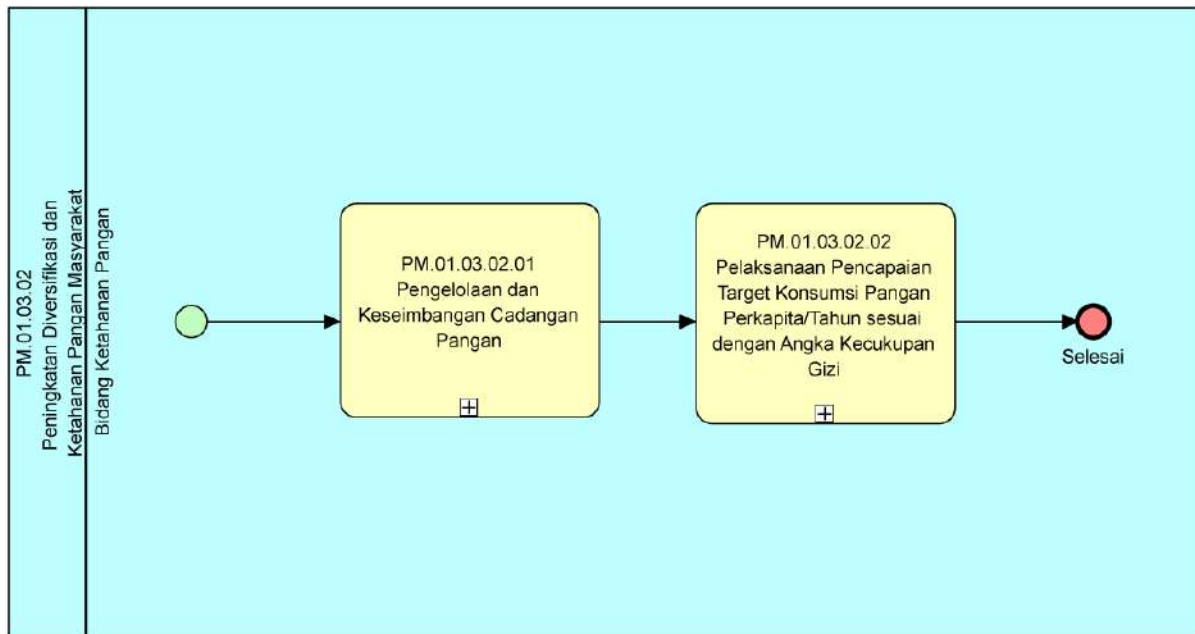 PM.01.03.02
Peningkatan Diversifikasi dan
Ketahanan Pangan Masyarakat
Bidang Ketahanan Pangan
PM.01.03.02.01
Pengelolaan dan
Keseimbangan Cadangan
Pangan
PM.01.03.02.02
Pelaksanaan Pencapaian
Target Konsumsi Pangan
Perkapita/Tahun sesuai
dengan Angka Kecukupan
Gizi
Selesai